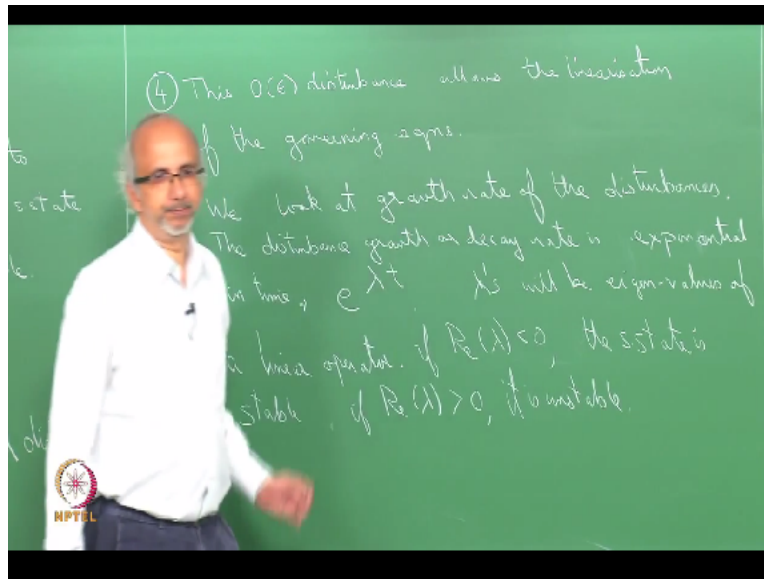 ④ This O(ϵ) disturbance allows the linearisation
to
f the governing eqns.
s state
We look at growth rate of the disturbances.
The disturbance growth or decay rate is exponential
le.
in time, e^λt λ's will be eigen-values of
a linear operator. if Re(λ)<0, the s.state is
stable. if Re(λ)>0, it is unstable.
NPTEL